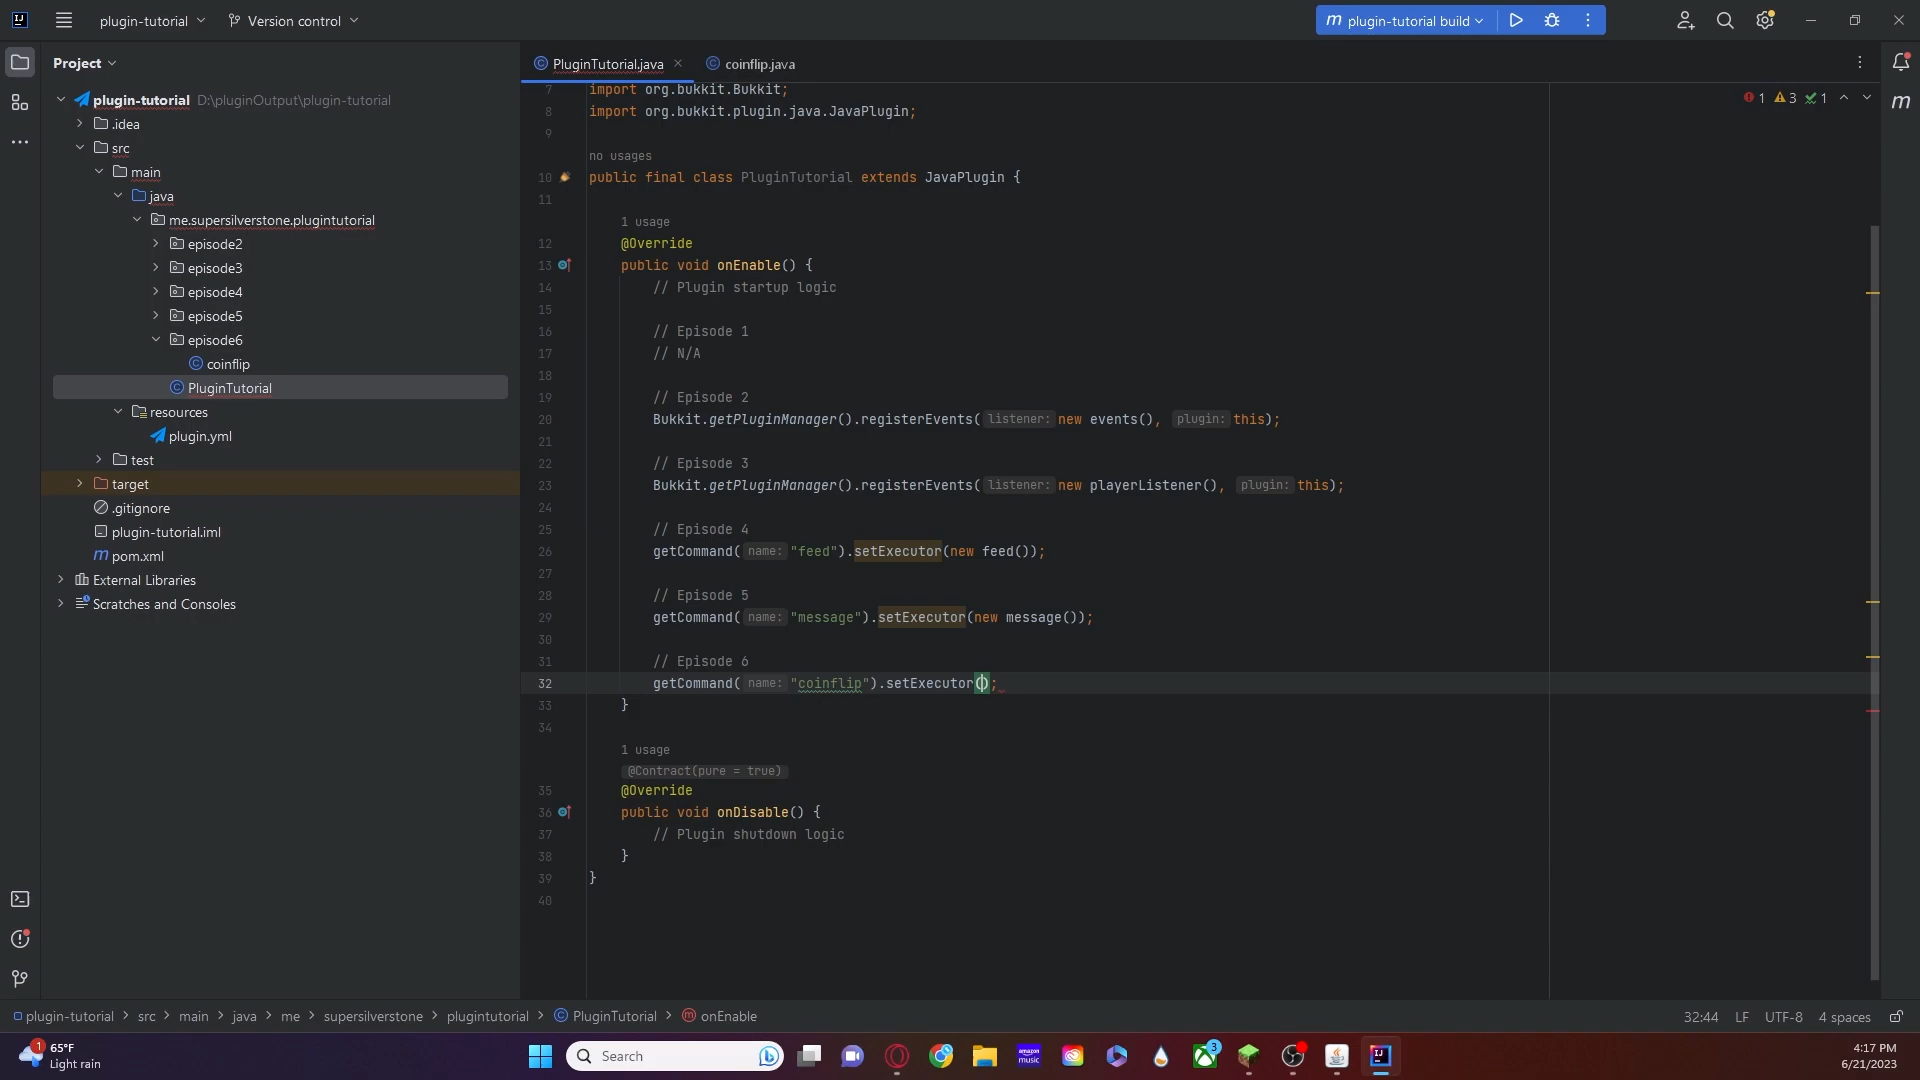 plugin-tutorial
Version control
plugin-tutorial build
Project
PluginTutorial.java
coinflip.java
plugin-tutorial D:\pluginOutput\plugin-tutorial
.idea
src
main
java
me.supersilverstone.plugintutorial
episode2
episode3
episode4
episode5
episode6
coinflip
PluginTutorial
resources
plugin.yml
test
target
.gitignore
plugin-tutorial.iml
pom.xml
External Libraries
Scratches and Consoles
1 3 1
7 import org.bukkit.Bukkit;
8 import org.bukkit.plugin.java.JavaPlugin;
9
no usages
10 public final class PluginTutorial extends JavaPlugin {
11
1 usage
12 @Override
13 public void onEnable() {
14 // Plugin startup logic
15
16 // Episode 1
17 // N/A
18
19 // Episode 2
20 Bukkit.getPluginManager().registerEvents( listener: new events(), plugin: this);
21
22 // Episode 3
23 Bukkit.getPluginManager().registerEvents( listener: new playerListener(), plugin: this);
24
25 // Episode 4
26 getCommand( name: "feed").setExecutor(new feed());
27
28 // Episode 5
29 getCommand( name: "message").setExecutor(new message());
30
31 // Episode 6
32 getCommand( name: "coinflip").setExecutor();
33 }
34
1 usage
@Contract(pure = true)
35 @Override
36 public void onDisable() {
37 // Plugin shutdown logic
38 }
39 }
40
plugin-tutorial > src > main > java > me > supersilverstone > plugintutorial > PluginTutorial > onEnable
32:44 LF UTF-8 4 spaces
1
65°F
Light rain
Search
amazon
music
3
4:17 PM
6/21/2023